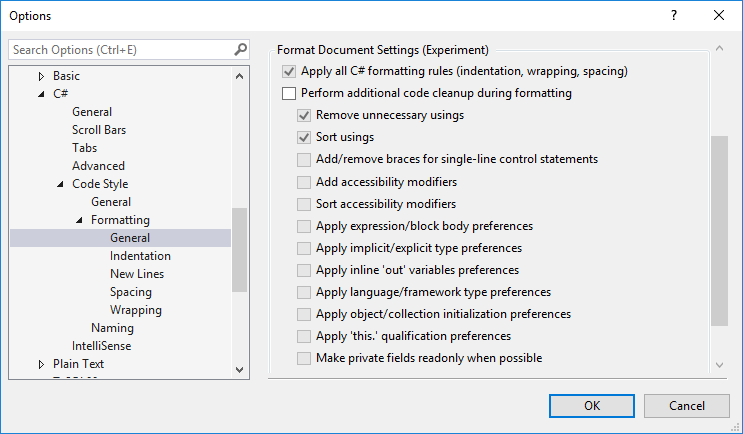 Options
?
Search Options (Ctrl+E)
Basic
C#
General
Scroll Bars
Tabs
Advanced
Code Style
General
Formatting
General
Indentation
New Lines
Spacing
Wrapping
Naming
IntelliSense
Plain Text
Format Document Settings (Experiment)
Apply all C# formatting rules (indentation, wrapping, spacing)
Perform additional code cleanup during formatting
Remove unnecessary usings
Sort usings
Add/remove braces for single-line control statements
Add accessibility modifiers
Sort accessibility modifiers
Apply expression/block body preferences
Apply implicit/explicit type preferences
Apply inline 'out' variables preferences
Apply language/framework type preferences
Apply object/collection initialization preferences
Apply 'this.' qualification preferences
Make private fields readonly when possible
OK
Cancel